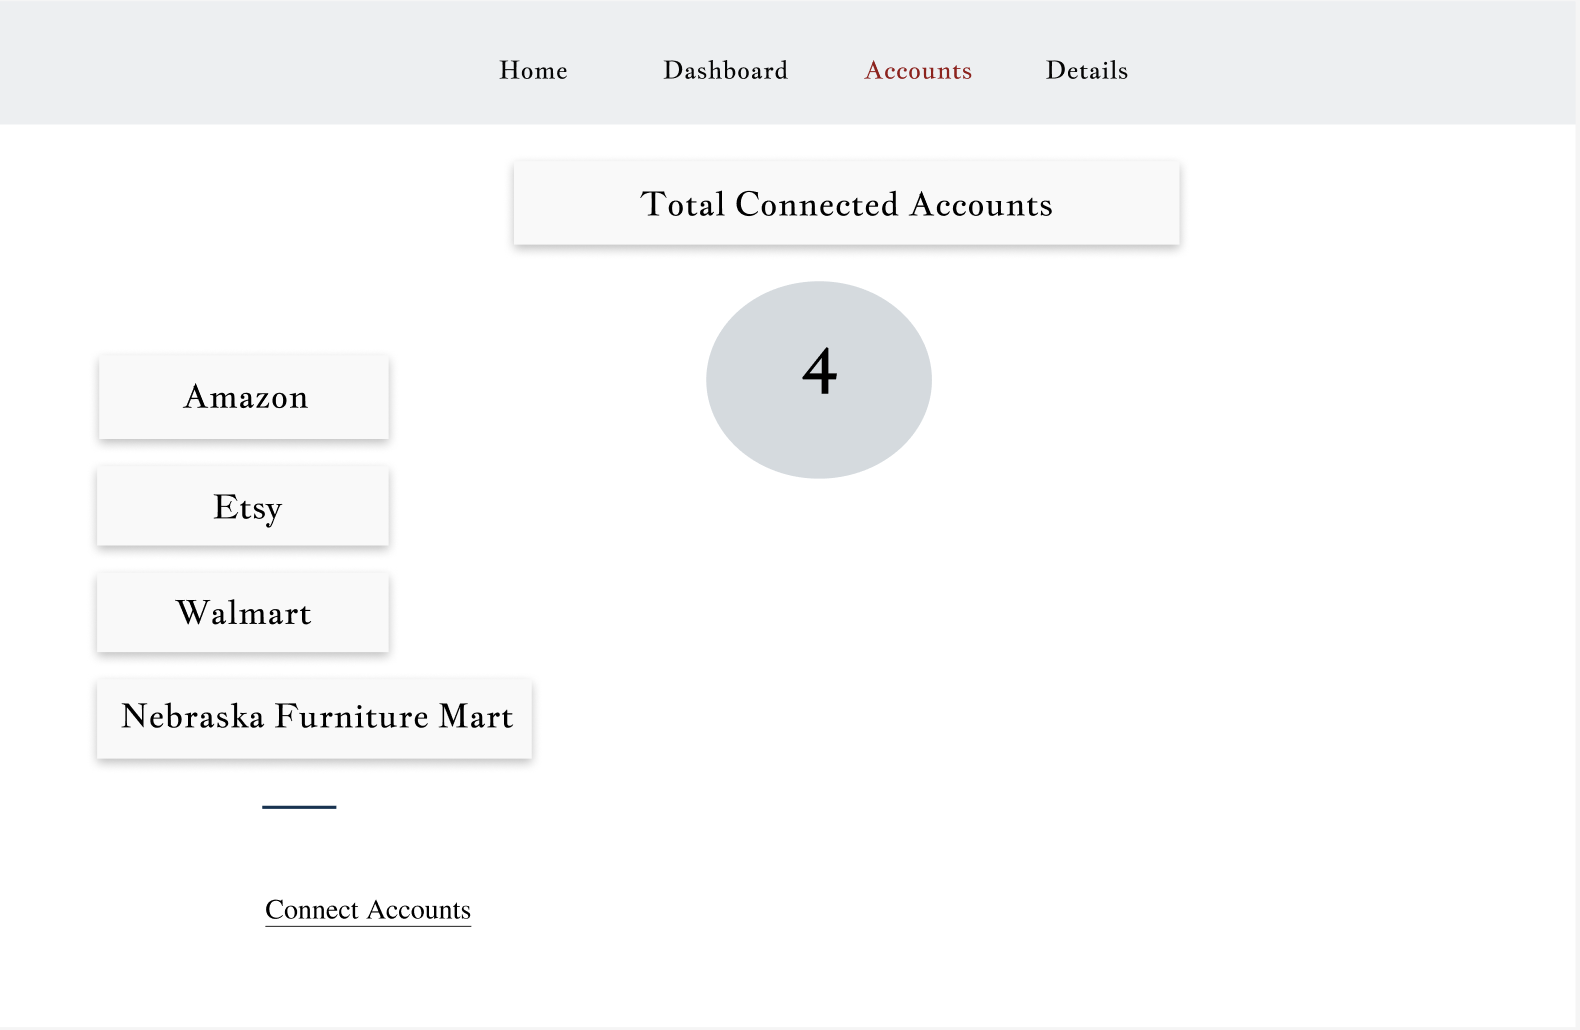 Home
Dashboard
Accounts
Details
Total Connected Accounts
4
Amazon
Etsy
Walmart
Nebraska Furniture Mart
Connect Accounts